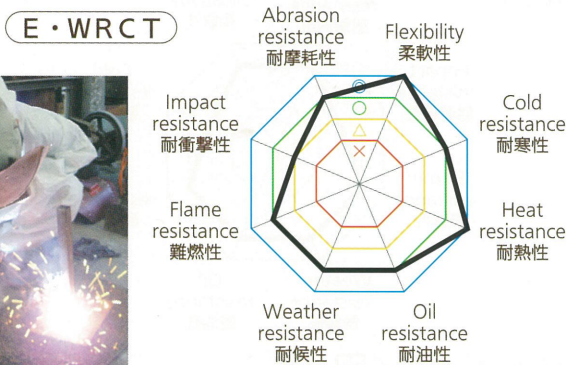 E・WRCT
Abrasion
resistance
耐摩耗性
Flexibility
柔軟性
Impact
resistance
耐衝撃性
Cold
resistance
耐寒性
◎
○
△
×
Flame
resistance
難燃性
Heat
resistance
耐熱性
Weather
resistance
耐候性
Oil
resistance
耐油性